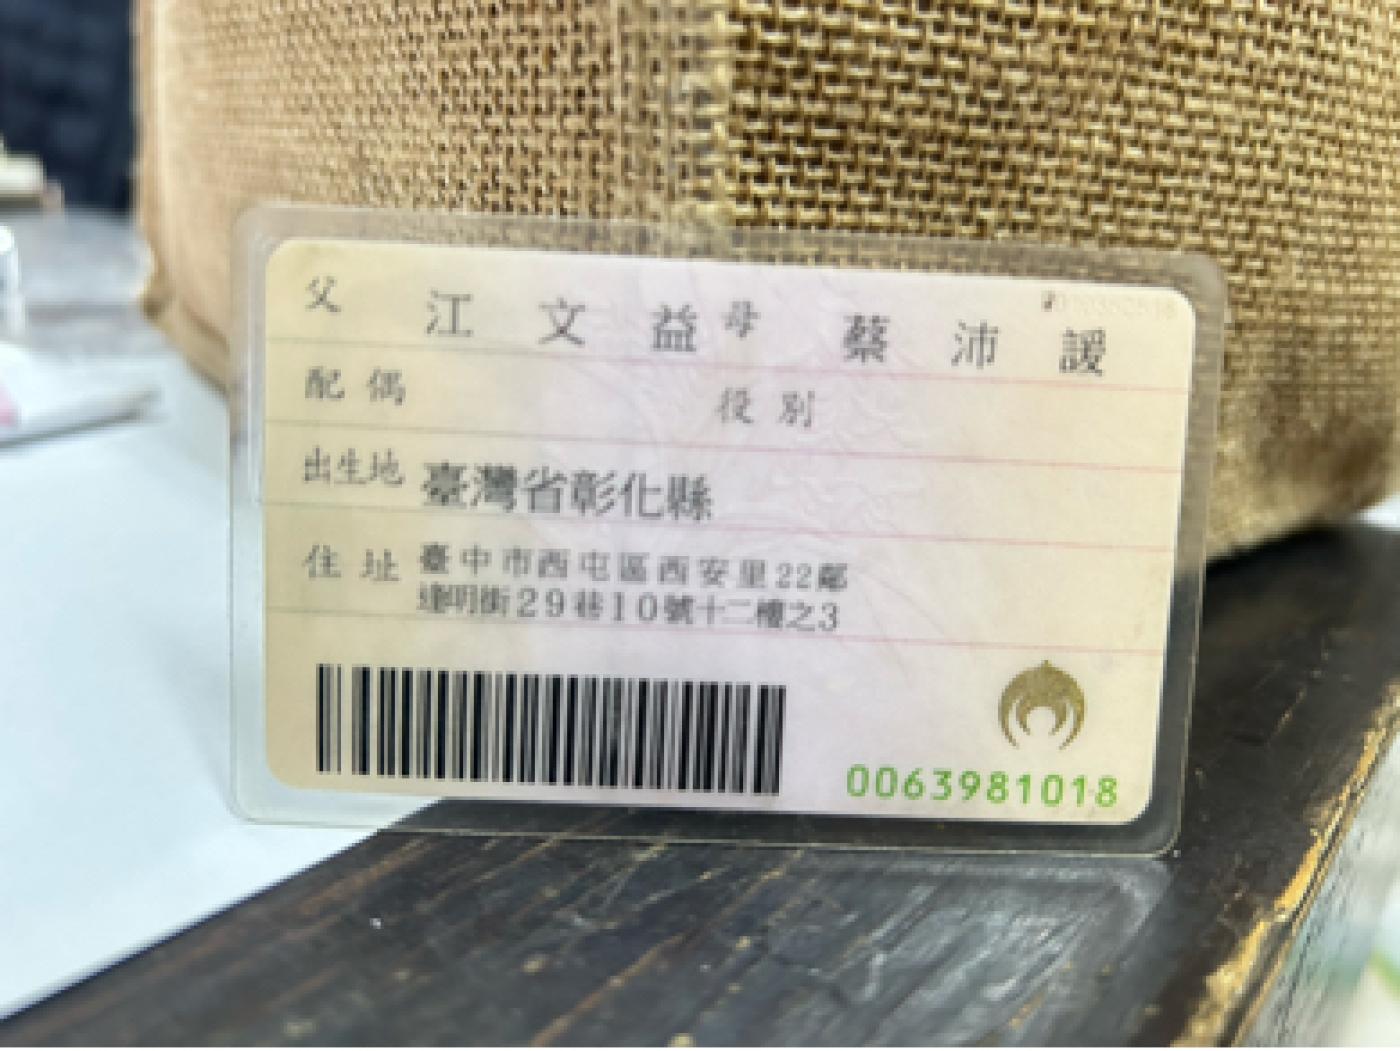 父 江文益 母 蔡沛諼
配偶 役別
出生地 臺灣省彰化縣
住址 臺中市西屯區西安里22鄰
達明街29巷10號十二樓之3
0063981018